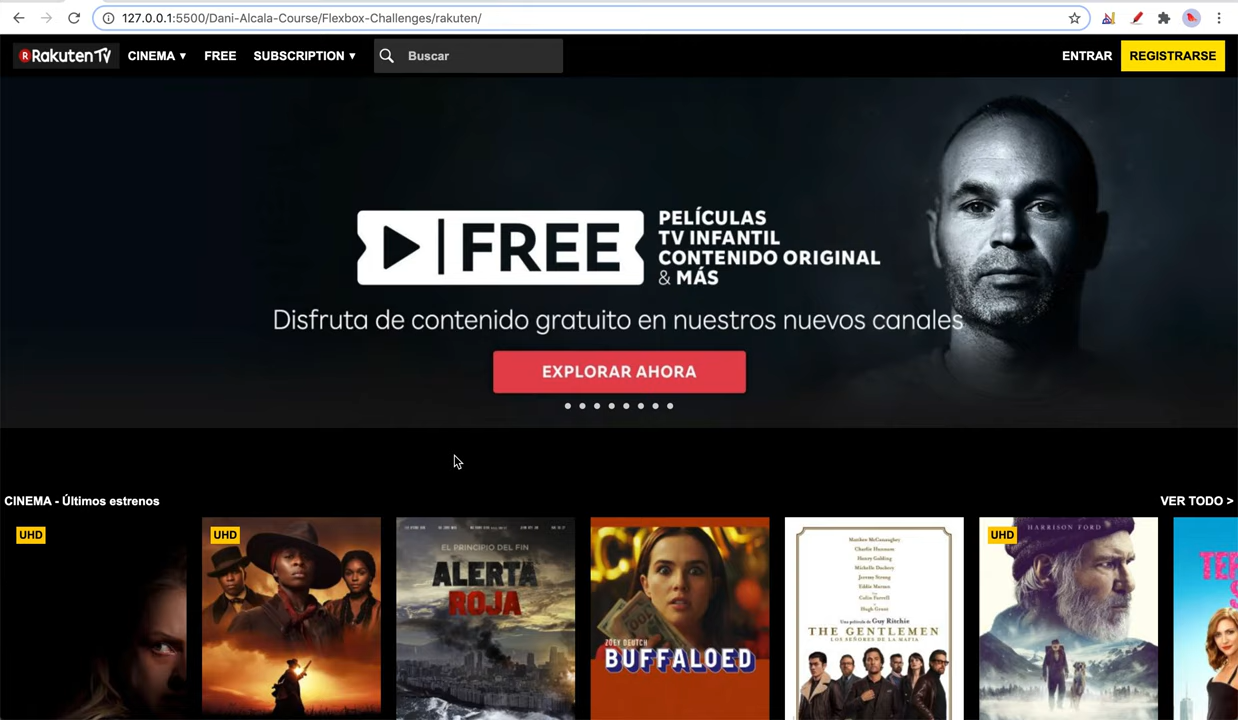 127.0.0.1:5500/Dani-Alcala-Course/Flexbox-Challenges/rakuten/
R Rakuten TV CINEMA ▼ FREE SUBSCRIPTION ▼ Buscar ENTRAR REGISTRARSE
FREE
PELÍCULAS
TV INFANTIL
CONTENIDO ORIGINAL
& MÁS
Disfruta de contenido gratuito en nuestros nuevos canales
EXPLORAR AHORA
CINEMA - Últimos estrenos VER TODO >
UHD
UHD
EL PRINCIPIO DEL FIN
ALERTA
ROJA
100
ZOEY DEUTCH
BUFFALOED
Matthew McConaughey
Charlie Hunnam
Henry Golding
Michelle Dockery
Jeremy Strong
Eddie Marsan
Colin Farrell
Hugh Grant
Una película de Guy Ritchie
THE GENTLEMEN
LOS SEÑORES DE LA MAFIA
UHD
HARRISON FORD